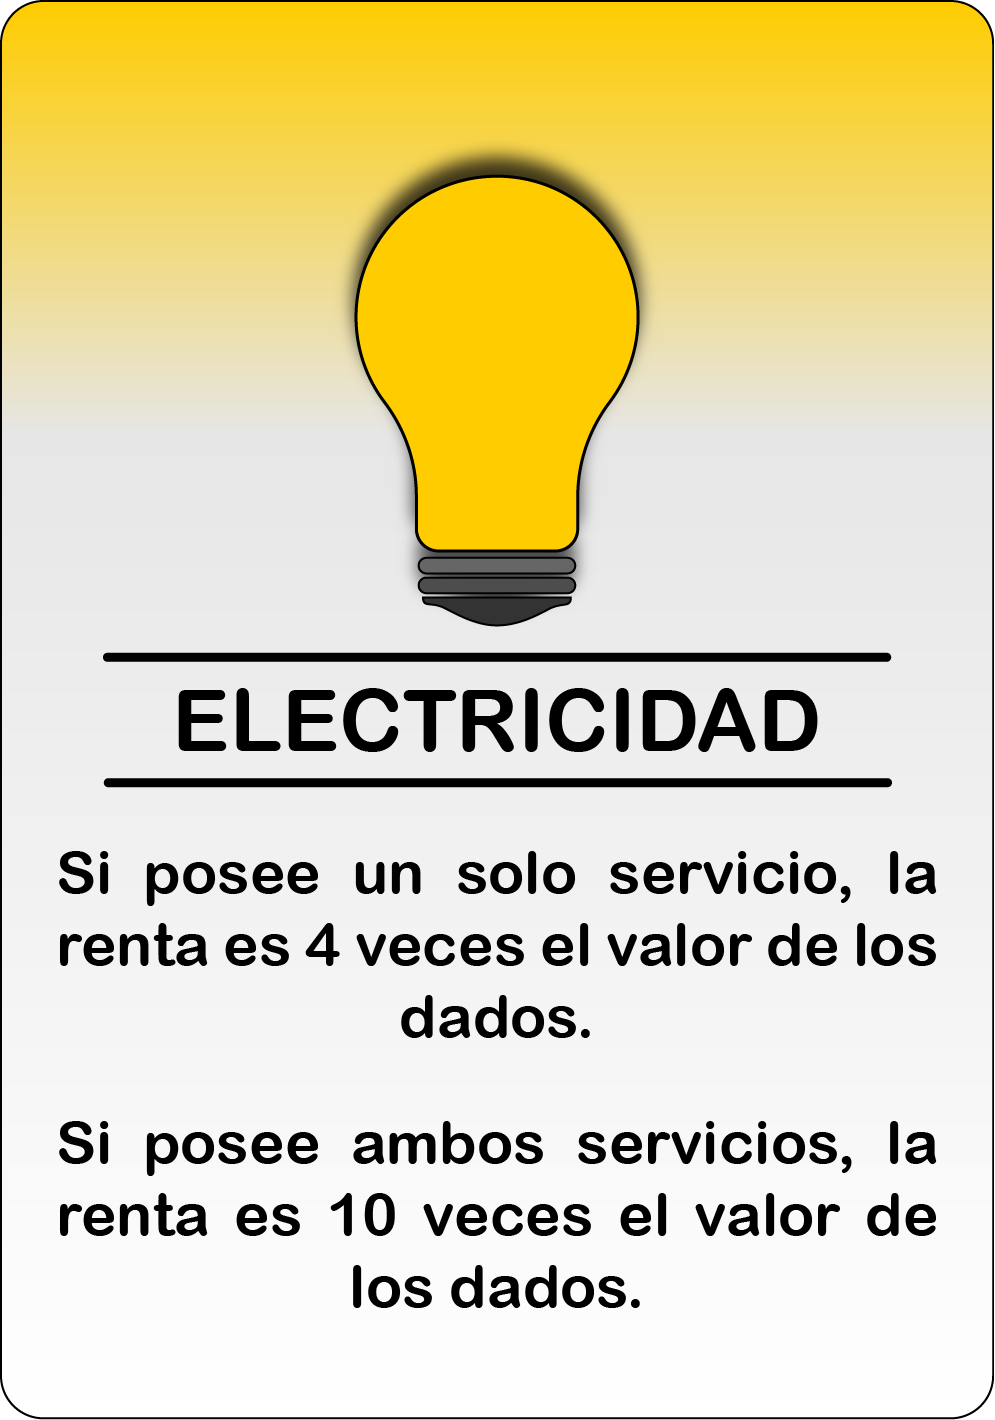 ELECTRICIDAD
Si posee un solo servicio, la
renta es 4 veces el valor de los
dados.
Si posee ambos servicios, la
renta es 10 veces el valor de
los dados.